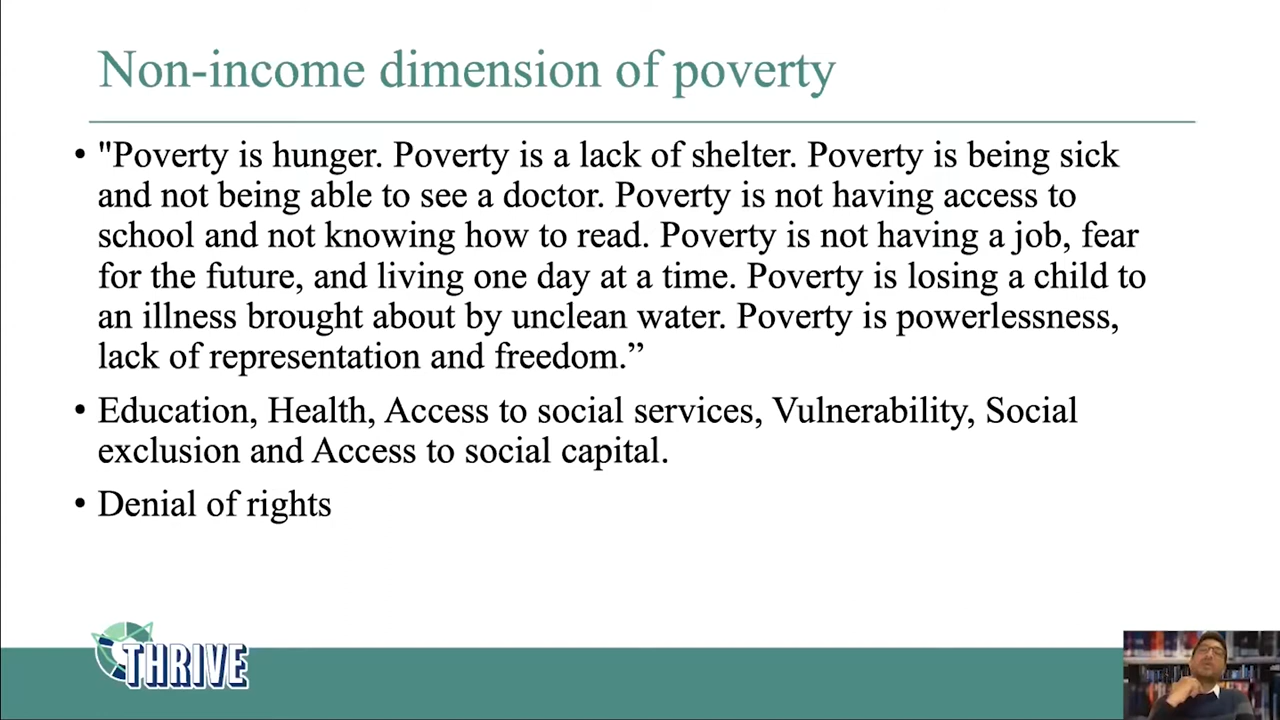 Non-income dimension of poverty
• "Poverty is hunger. Poverty is a lack of shelter. Poverty is being sick
and not being able to see a doctor. Poverty is not having access to
school and not knowing how to read. Poverty is not having a job, fear
for the future, and living one day at a time. Poverty is losing a child to
an illness brought about by unclean water. Poverty is powerlessness,
lack of representation and freedom.”
• Education, Health, Access to social services, Vulnerability, Social
exclusion and Access to social capital.
• Denial of rights
THRIVE